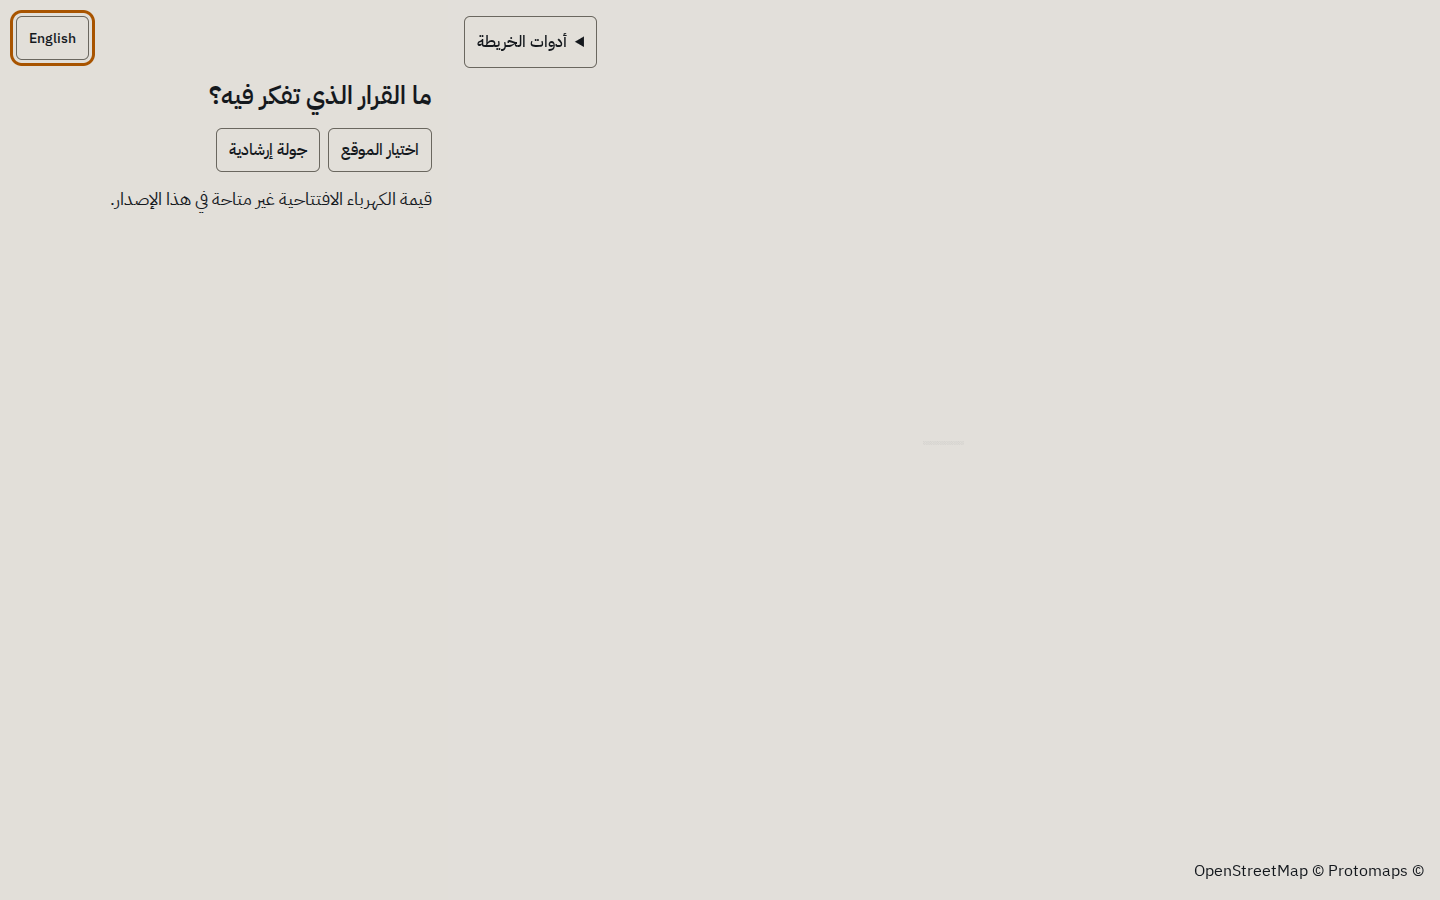 English
أدوات الخريطة
ما القرار الذي تفكر فيه؟
اختيار الموقع
جولة إرشادية
قيمة الكهرباء الافتتاحية غير متاحة في هذا الإصدار.
OpenStreetMap © Protomaps ©